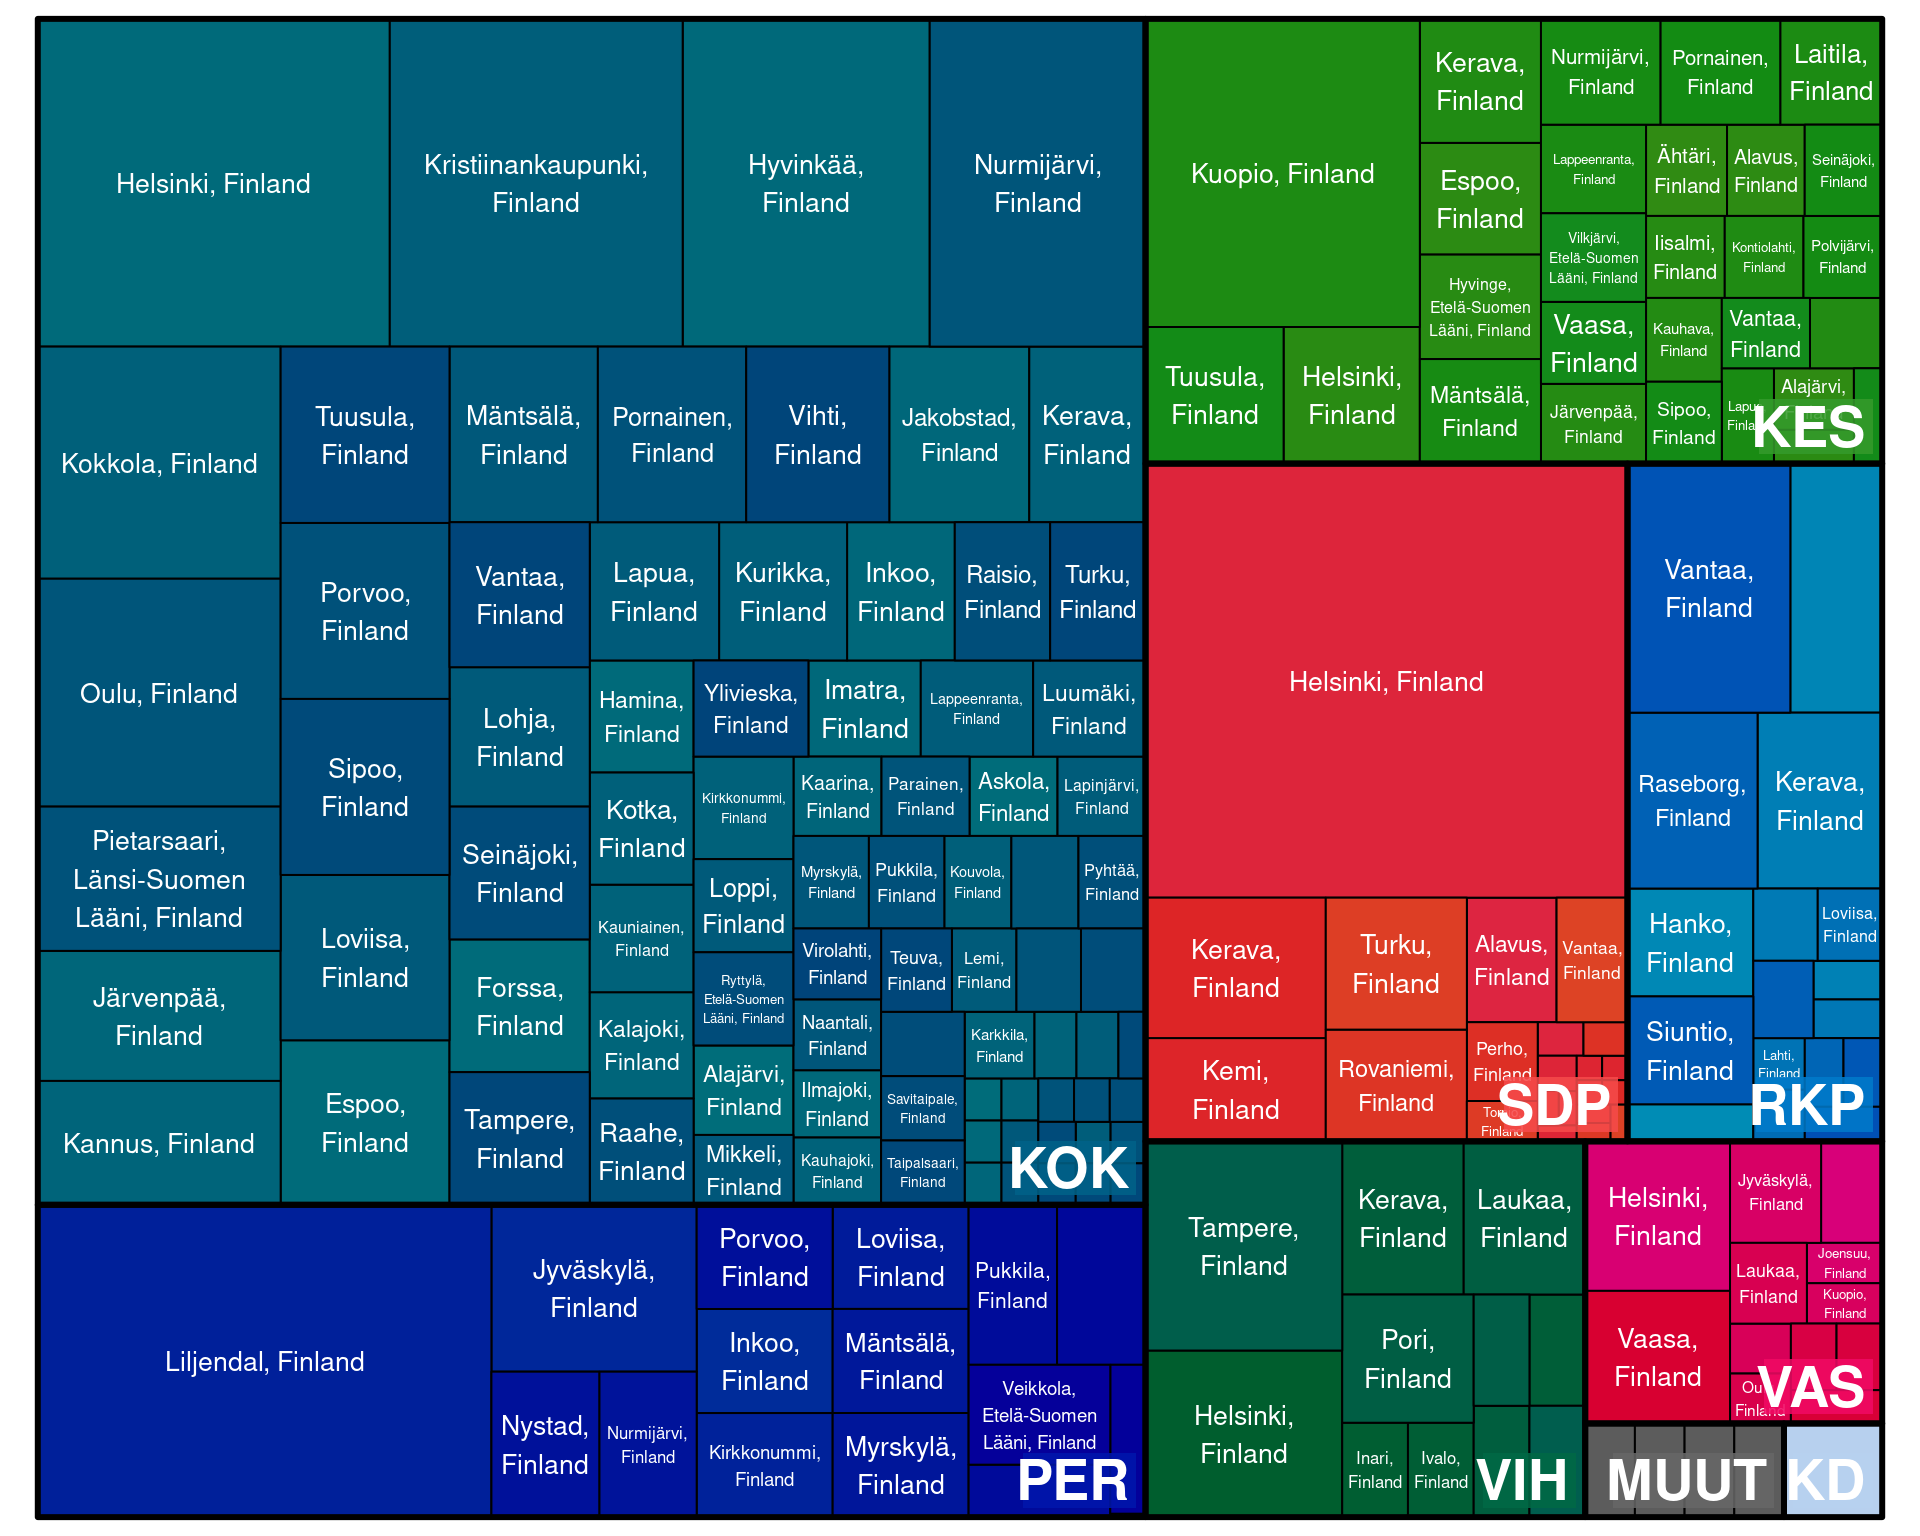 Helsinki, Finland
Kristiinankaupunki,
Finland
Hyvinkää,
Finland
Nurmijärvi,
Finland
Kokkola, Finland
Oulu, Finland
Pietarsaari,
Länsi-Suomen
Lääni, Finland
Järvenpää,
Finland
Kannus, Finland
Tuusula,
Finland
Porvoo,
Finland
Sipoo,
Finland
Loviisa,
Finland
Espoo,
Finland
Mäntsälä,
Finland
Pornainen,
Finland
Vihti,
Finland
Jakobstad,
Finland
Kerava,
Finland
Vantaa,
Finland
Lohja,
Finland
Seinäjoki,
Finland
Forssa,
Finland
Tampere,
Finland
Lapua,
Finland
Kurikka,
Finland
Inkoo,
Finland
Raisio,
Finland
Turku,
Finland
Hamina,
Finland
Kotka,
Finland
Kauniainen,
Finland
Kalajoki,
Finland
Raahe,
Finland
Ylivieska,
Finland
Imatra,
Finland
Lappeenranta,
Finland
Luumäki,
Finland
Kirkkonummi,
Finland
Loppi,
Finland
Ryttylä,
Etelä-Suomen
Lääni, Finland
Alajärvi,
Finland
Mikkeli,
Finland
Kaarina,
Finland
Parainen,
Finland
Askola,
Finland
Lapinjärvi,
Finland
Myrskylä,
Finland
Pukkila,
Finland
Kouvola,
Finland
Pyhtää,
Finland
Virolahti,
Finland
Naantali,
Finland
Ilmajoki,
Finland
Kauhajoki,
Finland
Teuva,
Finland
Lemi,
Finland
Savitaipale,
Finland
Taipalsaari,
Finland
Karkkila,
Finland
KOK
Liljendal, Finland
Jyväskylä,
Finland
Nystad,
Finland
Nurmijärvi,
Finland
Porvoo,
Finland
Inkoo,
Finland
Kirkkonummi,
Finland
Loviisa,
Finland
Mäntsälä,
Finland
Myrskylä,
Finland
Pukkila,
Finland
Veikkola,
Etelä-Suomen
Lääni, Finland
PER
Kuopio, Finland
Tuusula,
Finland
Helsinki,
Finland
Kerava,
Finland
Espoo,
Finland
Hyvinge,
Etelä-Suomen
Lääni, Finland
Mäntsälä,
Finland
Nurmijärvi,
Finland
Pornainen,
Finland
Laitila,
Finland
Lappeenranta,
Finland
Vilkjärvi,
Etelä-Suomen
Lääni, Finland
Vaasa,
Finland
Järvenpää,
Finland
Ähtäri,
Finland
Alavus,
Finland
Seinäjoki,
Finland
Iisalmi,
Finland
Kontiolahti,
Finland
Polvijärvi,
Finland
Kauhava,
Finland
Sipoo,
Finland
Vantaa,
Finland
Alajärvi,
KES
Helsinki, Finland
Kerava,
Finland
Kemi,
Finland
Turku,
Finland
Rovaniemi,
Finland
Alavus,
Finland
Vantaa,
Finland
Perho,
Finland
Finland
SDP
Vantaa,
Finland
Raseborg,
Finland
Kerava,
Finland
Hanko,
Finland
Siuntio,
Finland
Loviisa,
Finland
Lahti,
Finland
RKP
Tampere,
Finland
Helsinki,
Finland
Kerava,
Finland
Laukaa,
Finland
Pori,
Finland
Inari,
Finland
Ivalo,
Finland
VIH
Helsinki,
Finland
Vaasa,
Finland
Jyväskylä,
Finland
Laukaa,
Finland
Joensuu,
Finland
Kuopio,
Finland
Finland
VAS
MUUT
KD